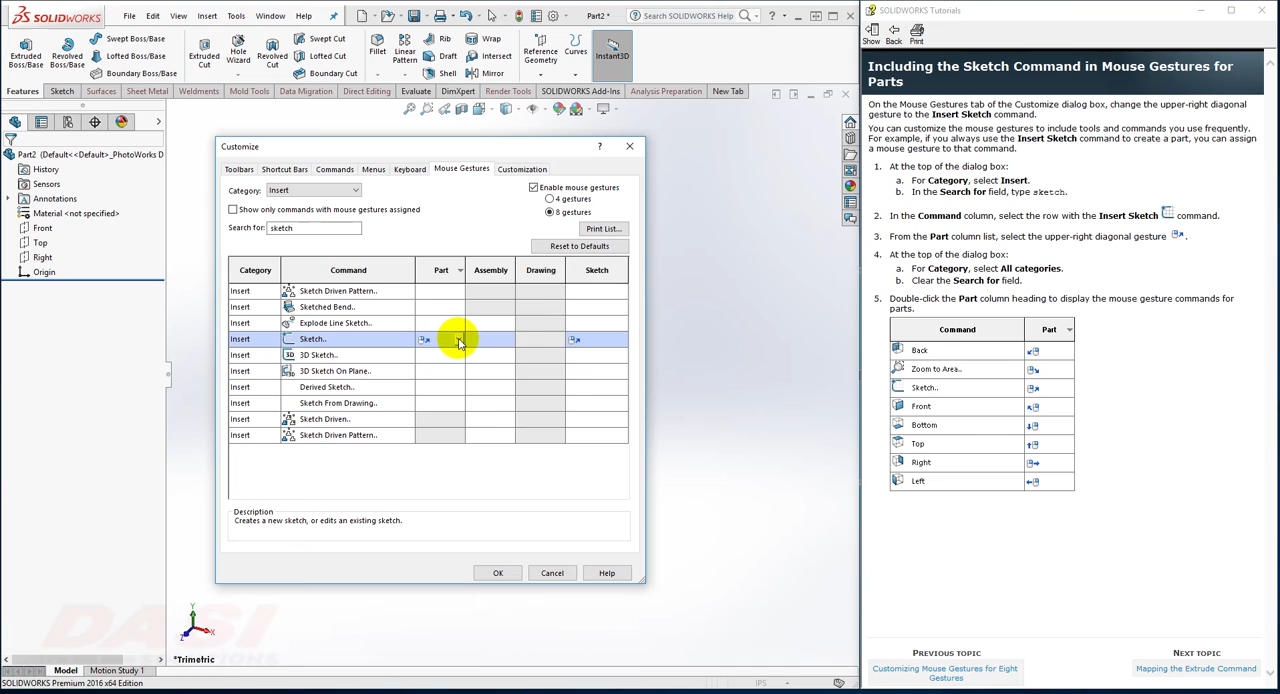 SOLIDWORKS
File Edit View Insert Tools Window Help
Part2 *
Search SOLIDWORKS Help
Extruded Boss/Base
Revolved Boss/Base
Swept Boss/Base
Lofted Boss/Base
Boundary Boss/Base
Extruded Cut
Hole Wizard
Revolved Cut
Swept Cut
Lofted Cut
Boundary Cut
Fillet
Linear Pattern
Rib
Draft
Shell
Wrap
Intersect
Mirror
Reference Geometry
Curves
Instant3D
Features Sketch Surfaces Sheet Metal Weldments Mold Tools Data Migration Direct Editing Evaluate DimXpert Render Tools SOLIDWORKS Add-Ins Analysis Preparation New Tab
Part2 (Default<<Default>_PhotoWorks D
History
Sensors
Annotations
Material <not specified>
Front
Top
Right
Origin
Customize
Toolbars Shortcut Bars Commands Menus Keyboard Mouse Gestures Customization
Category: Insert
Enable mouse gestures
4 gestures
8 gestures
Show only commands with mouse gestures assigned
Search for: sketch
Print List...
Reset to Defaults
Category Command Part Assembly Drawing Sketch
Insert Sketch Driven Pattern..
Insert Sketched Bend..
Insert Explode Line Sketch..
Insert Sketch..
Insert 3D Sketch..
Insert 3D Sketch On Plane..
Insert Derived Sketch..
Insert Sketch From Drawing..
Insert Sketch Driven..
Insert Sketch Driven Pattern..
Description
Creates a new sketch, or edits an existing sketch.
OK Cancel Help
Y
Z
X
DASI
SOLUTIONS
*Trimetric
Model Motion Study 1
SOLIDWORKS Premium 2016 x64 Edition
IPS
SOLIDWORKS Tutorials
Show Back Print
Including the Sketch Command in Mouse Gestures for
Parts
On the Mouse Gestures tab of the Customize dialog box, change the upper-right diagonal
gesture to the Insert Sketch command.
You can customize the mouse gestures to include tools and commands you use frequently.
For example, if you always use the Insert Sketch command to create a part, you can assign
a mouse gesture to that command.
1. At the top of the dialog box:
a. For Category, select Insert.
b. In the Search for field, type sketch.
2. In the Command column, select the row with the Insert Sketch command.
3. From the Part column list, select the upper-right diagonal gesture .
4. At the top of the dialog box:
a. For Category, select All categories.
b. Clear the Search for field.
5. Double-click the Part column heading to display the mouse gesture commands for
parts.
Command Part
Back
Zoom to Area..
Sketch..
Front
Bottom
Top
Right
Left
PREVIOUS TOPIC
Customizing Mouse Gestures for Eight
Gestures
NEXT TOPIC
Mapping the Extrude Command